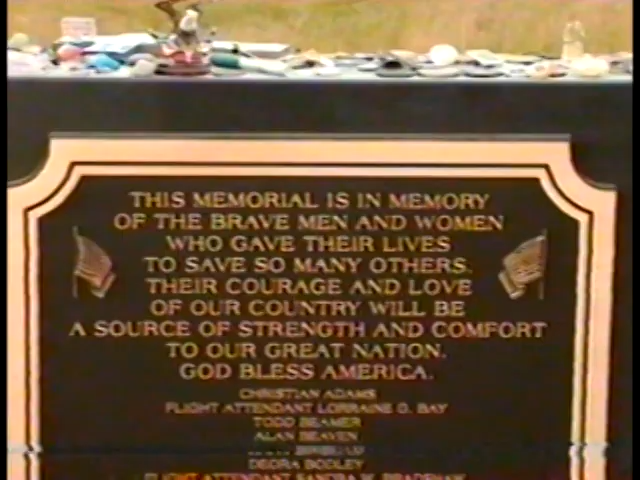 THIS MEMORIAL IS IN MEMORY
OF THE BRAVE MEN AND WOMEN
WHO GAVE THEIR LIVES
TO SAVE SO MANY OTHERS.
THEIR COURAGE AND LOVE
OF OUR COUNTRY WILL BE
A SOURCE OF STRENGTH AND COMFORT
TO OUR GREAT NATION.
GOD BLESS AMERICA.
CHRISTIAN ADAMS
FLIGHT ATTENDANT LORRAINE G. BAY
TODD BEAMER
ALAN BEAVEN
DEORA BODLEY
FLIGHT ATTENDANT SANDRA W. BRADSHAW